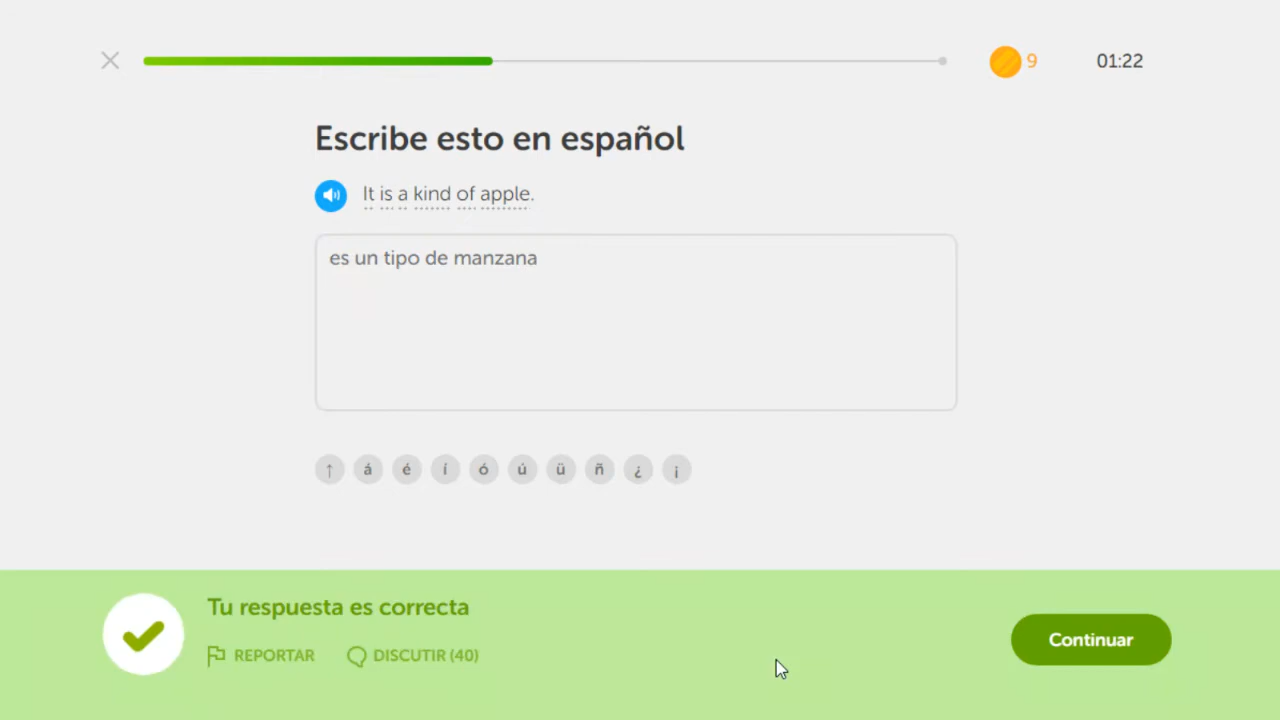 9
01:22
Escribe esto en español
It is a kind of apple.
es un tipo de manzana
↑ á é í ó ú ü ñ ¿ ¡
Tu respuesta es correcta
REPORTAR DISCUTIR (40)
Continuar